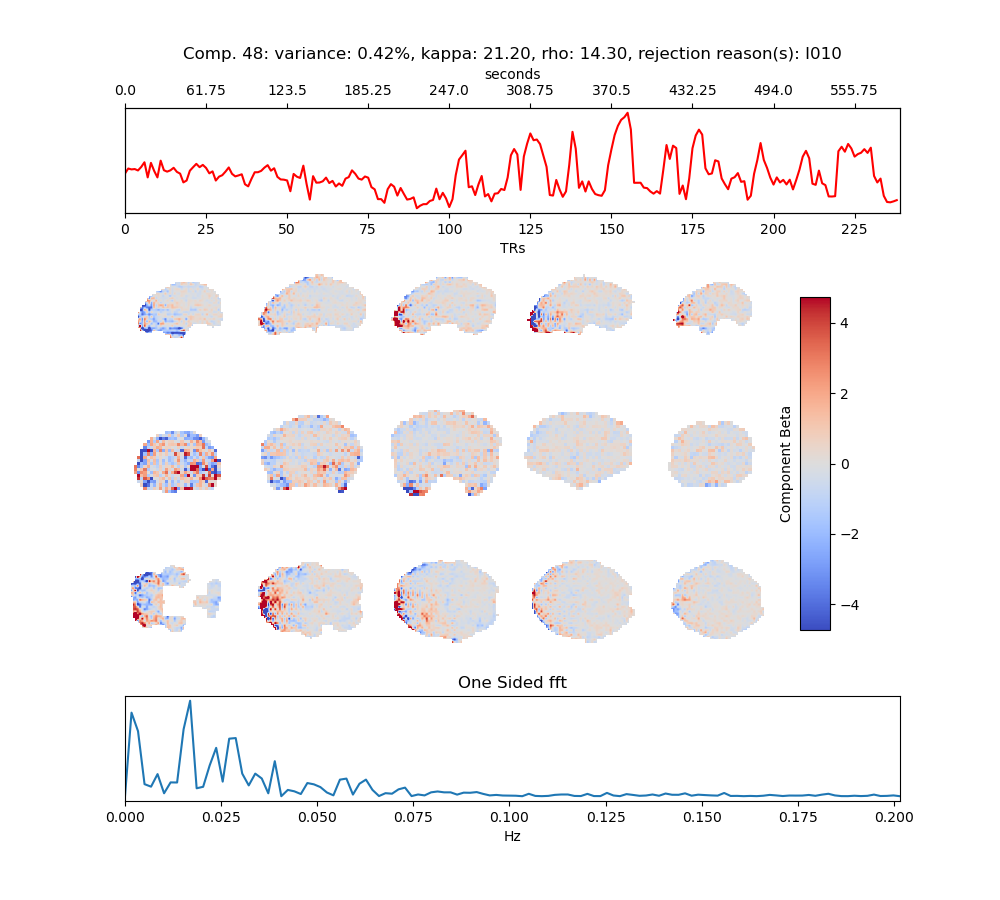 Comp. 48: variance: 0.42%, kappa: 21.20, rho: 14.30, rejection reason(s): I010
seconds
0.0 61.75 123.5 185.25 247.0 308.75 370.5 432.25 494.0 555.75
0 25 50 75 100 125 150 175 200 225
TRs
4
2
0
−2
−4
Component Beta
One Sided fft
0.000 0.025 0.050 0.075 0.100 0.125 0.150 0.175 0.200
Hz